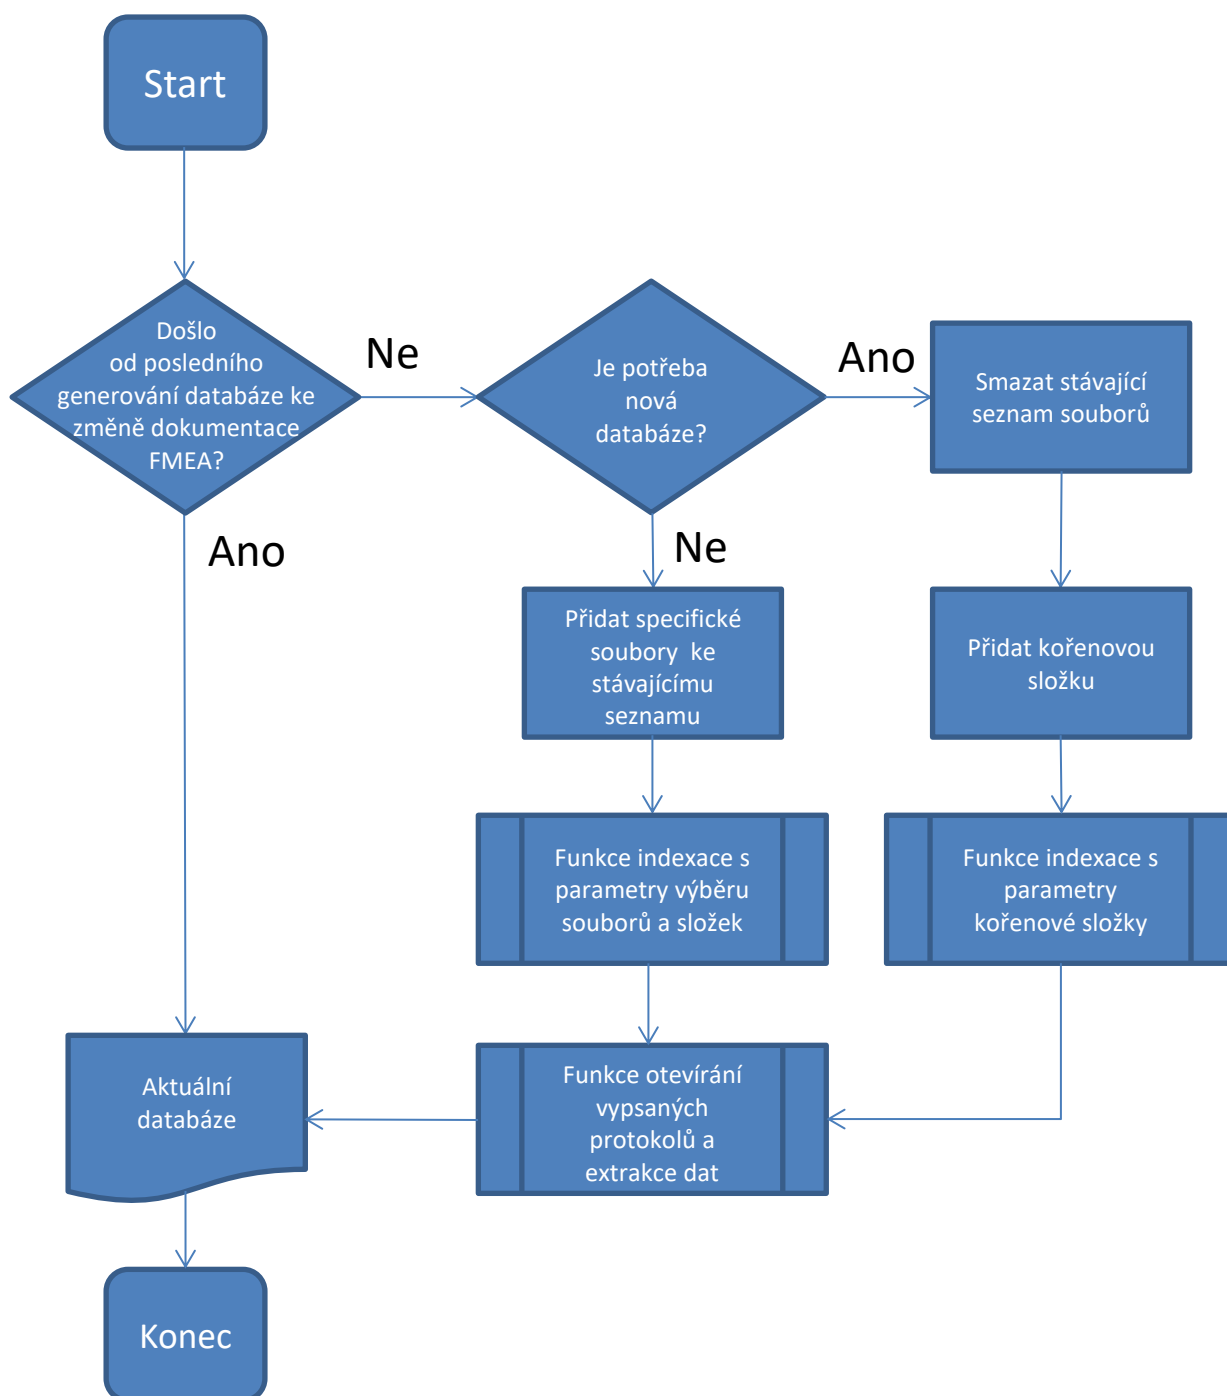 Start
Došlo
od posledního
generování databáze ke
změně dokumentace
FMEA?
Ne
Je potřeba
nová
databáze?
Ano
Smazat stávající
seznam souborů
Ano
Ne
Přidat specifické
soubory ke
stávajícímu
seznamu
Přidat kořenovou
složku
Funkce indexace s
parametry výběru
souborů a složek
Funkce indexace s
parametry
kořenové složky
Aktuální
databáze
Funkce otevírání
vypsaných
protokolů a
extrakce dat
Konec